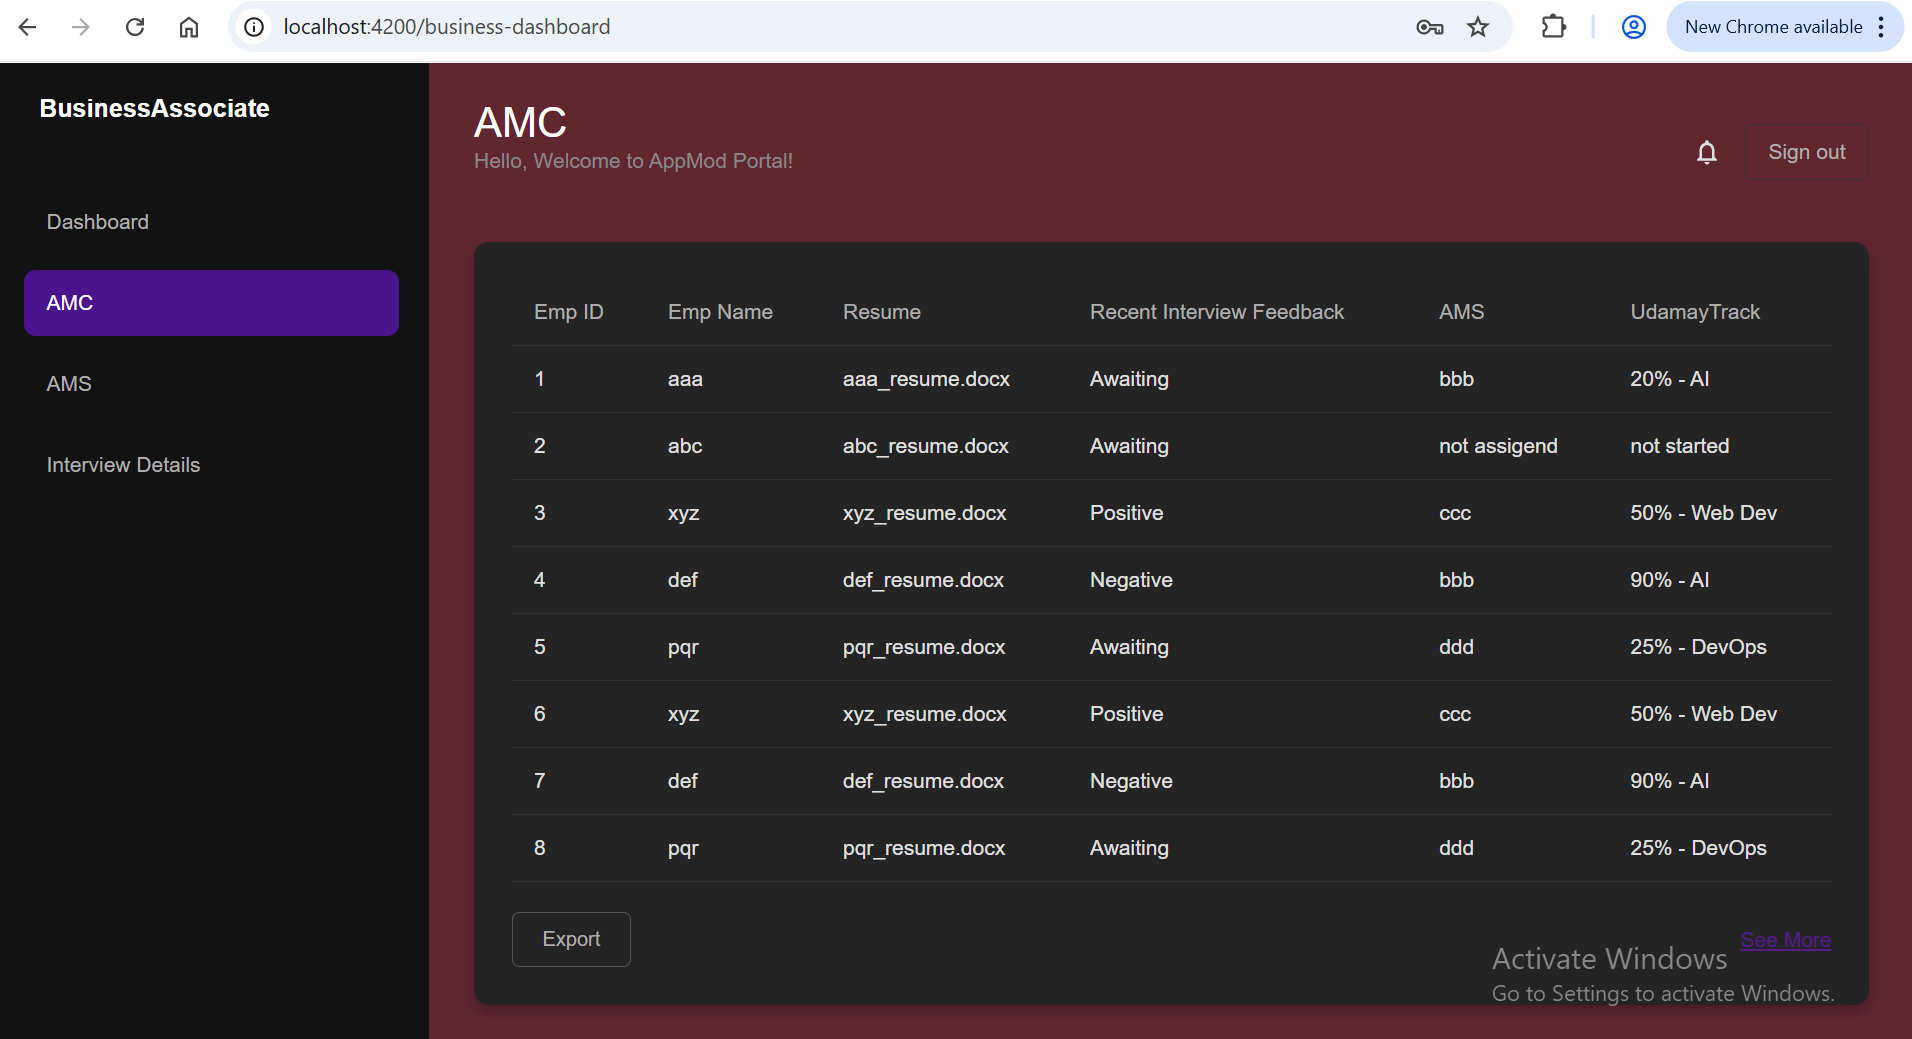 localhost:4200/business-dashboard
New Chrome available
BusinessAssociate
Dashboard
AMC
AMS
Interview Details
AMC
Hello, Welcome to AppMod Portal!
Sign out
Emp ID Emp Name Resume Recent Interview Feedback AMS UdamayTrack
1 aaa aaa_resume.docx Awaiting bbb 20% - AI
2 abc abc_resume.docx Awaiting not assigend not started
3 xyz xyz_resume.docx Positive ccc 50% - Web Dev
4 def def_resume.docx Negative bbb 90% - AI
5 pqr pqr_resume.docx Awaiting ddd 25% - DevOps
6 xyz xyz_resume.docx Positive ccc 50% - Web Dev
7 def def_resume.docx Negative bbb 90% - AI
8 pqr pqr_resume.docx Awaiting ddd 25% - DevOps
Export
See More
Activate Windows
Go to Settings to activate Windows.